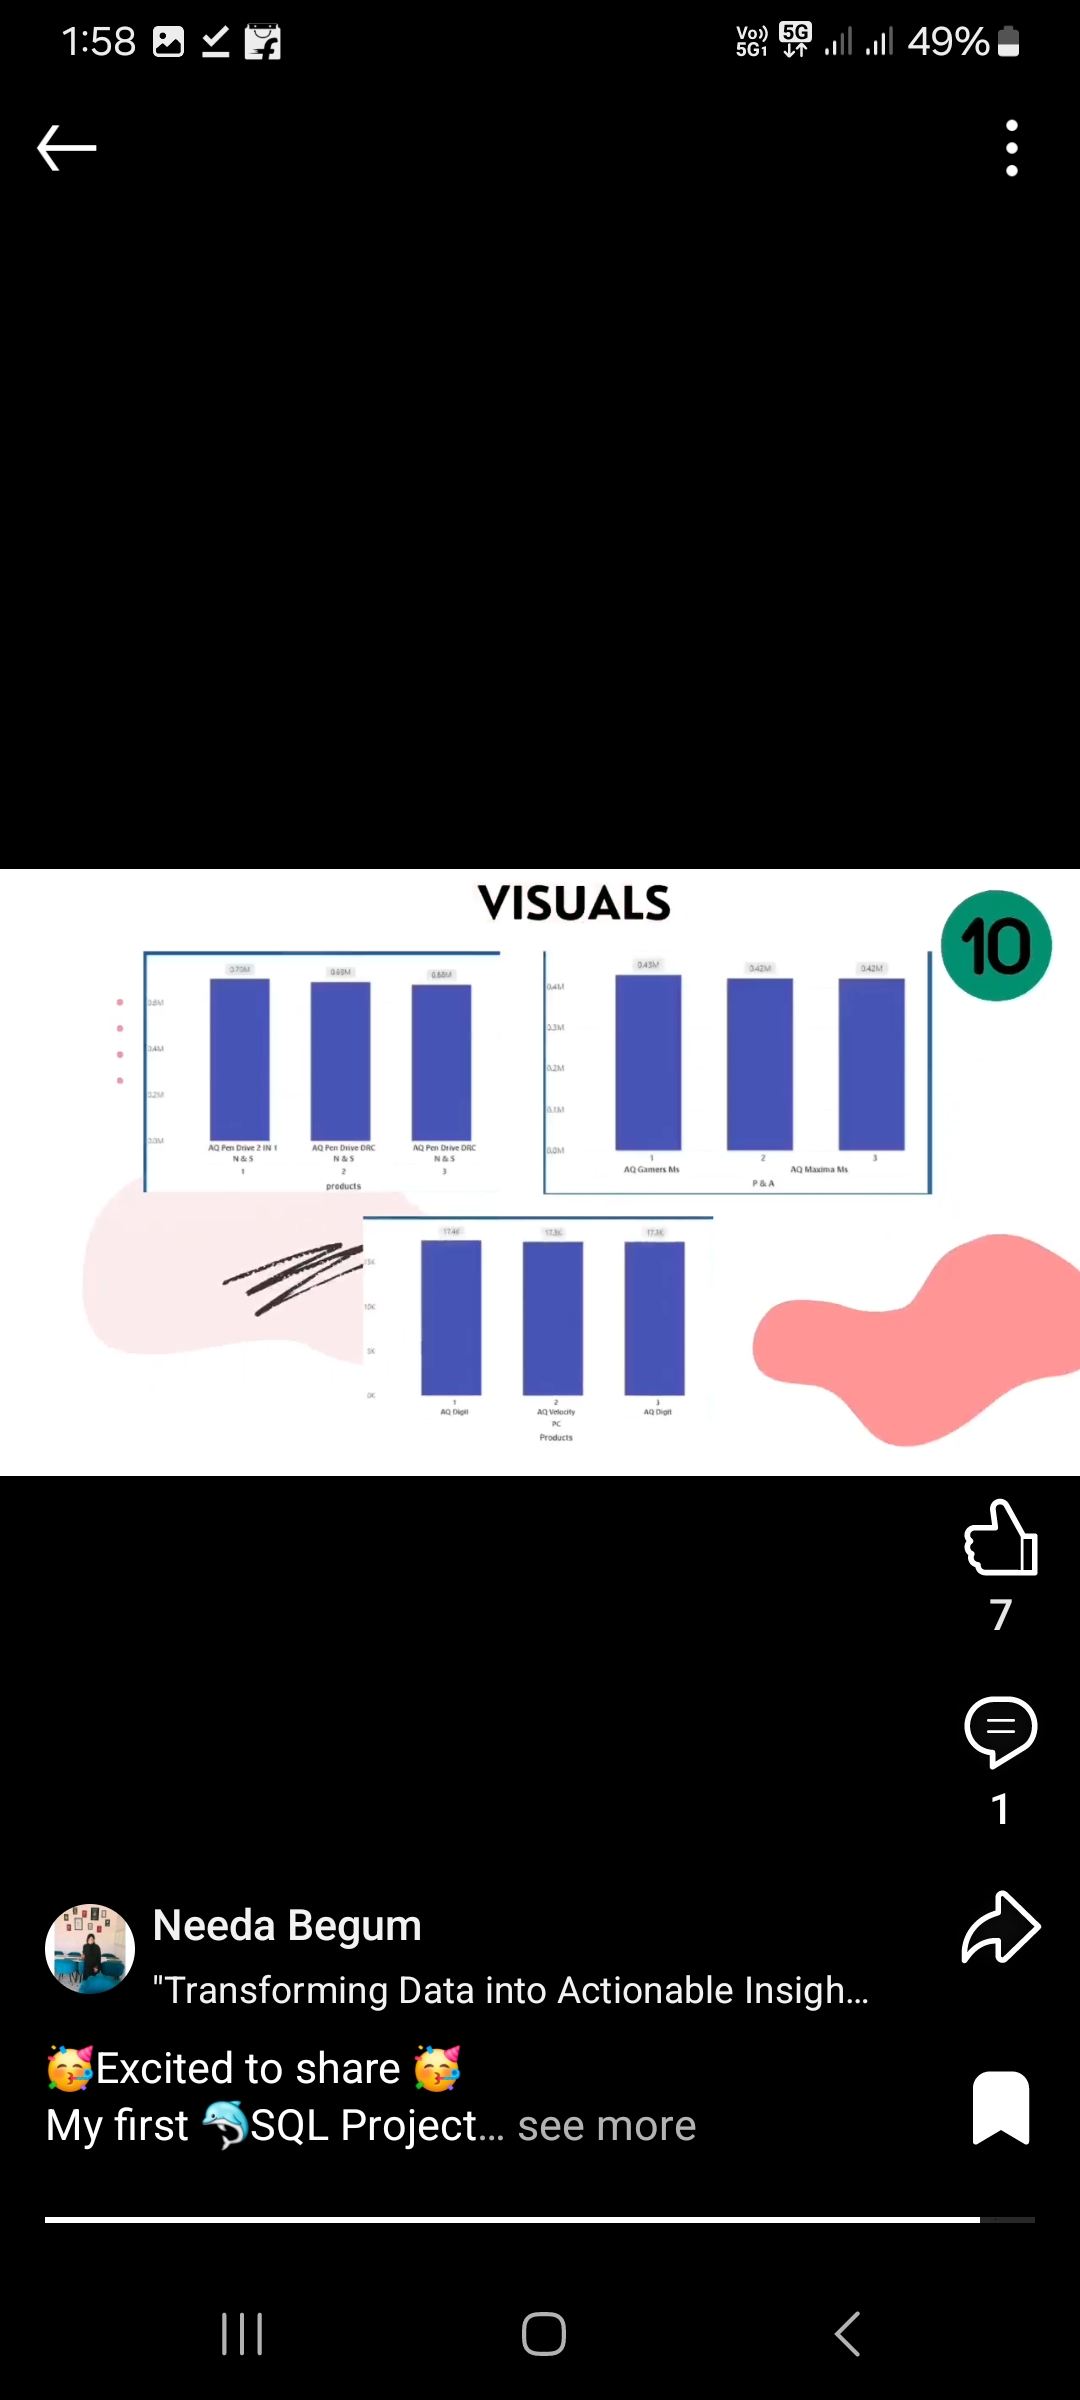 1:58
Vo)) 5G1 5G 49%
VISUALS
10
0.70M 0.69M 0.68M
0.6M
0.4M
0.2M
0.0M
AQ Pen Drive 2 IN 1 AQ Pen Drive DRC AQ Pen Drive DRC
N & S N & S N & S
1 2 3
products
0.43M 0.42M 0.42M
0.4M
0.3M
0.2M
0.1M
0.0M
1 2 3
AQ Gamers Ms AQ Maxima Ms
P & A
17.4K 17.3K 17.3K
15K
10K
5K
0K
1 2 3
AQ Digit AQ Velocity AQ Digit
PC
Products
7
1
Needa Begum
"Transforming Data into Actionable Insigh...
🥳Excited to share 🥳
My first 🐬SQL Project... see more